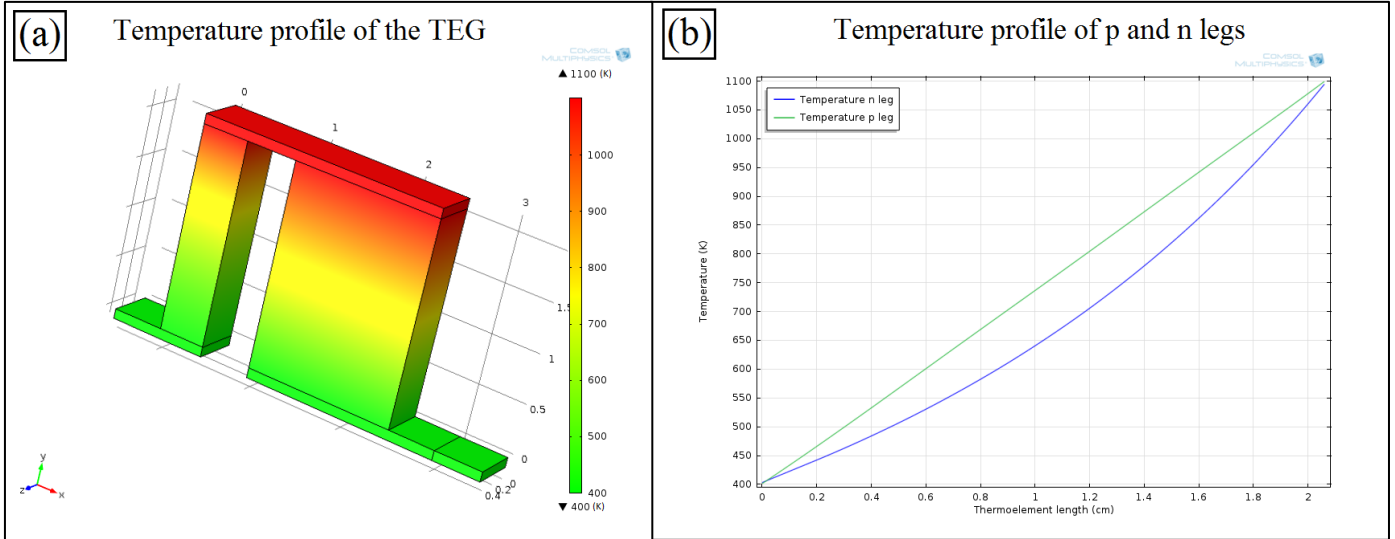 (a)
Temperature profile of the TEG
COMSOL
MULTIPHYSICS
▲ 1100 (K)
0
1
2
3
1.5
1
0.5
0
0
0.2
0.4
1000
900
800
700
600
500
400
▼ 400 (K)
y
z
x
(b)
Temperature profile of p and n legs
COMSOL
MULTIPHYSICS
Temperature n leg
Temperature p leg
Temperature (K)
1100
1050
1000
950
900
850
800
750
700
650
600
550
500
450
400
0 0.2 0.4 0.6 0.8 1 1.2 1.4 1.6 1.8 2
Thermoelement length (cm)